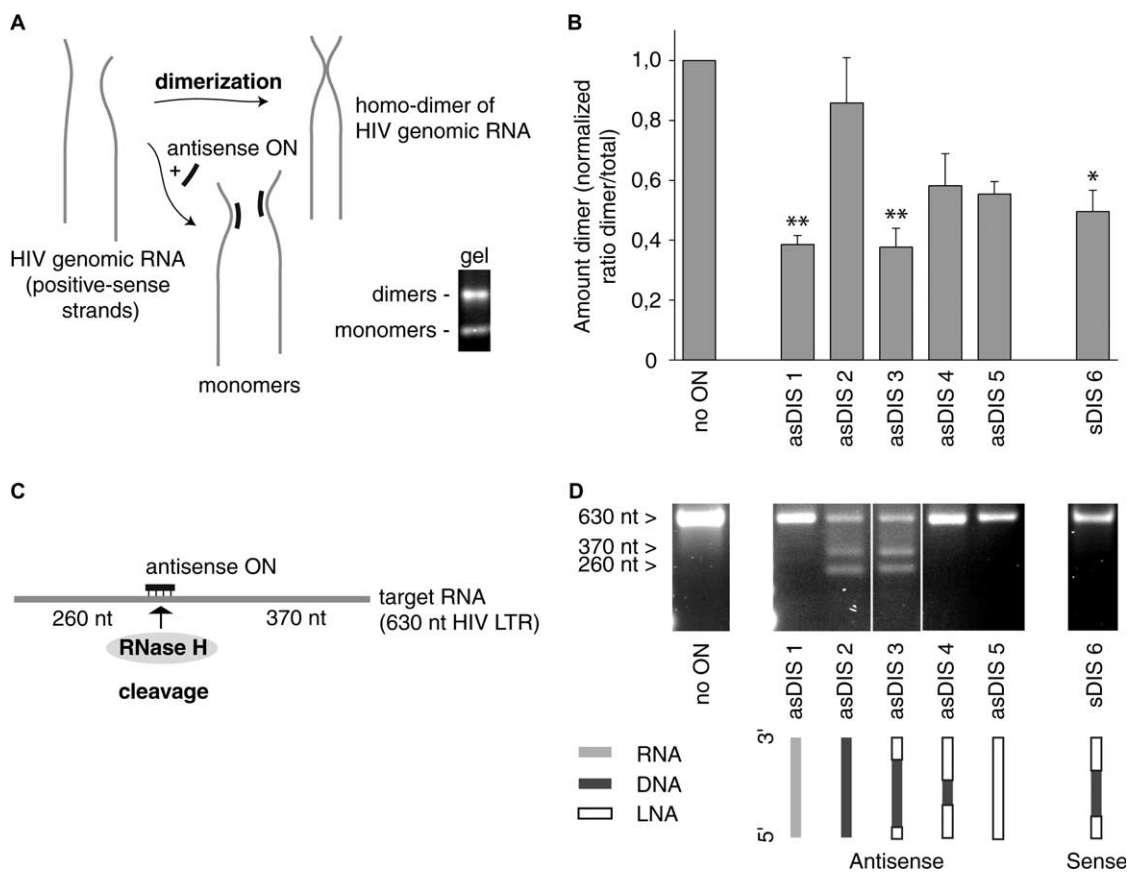 A
dimerization
homo-dimer of
HIV genomic RNA
antisense ON
+
HIV genomic RNA
(positive-sense
strands)
monomers
gel
dimers -
monomers -
B
Amount dimer (normalized
ratio dimer/total)
1,0
0,8
0,6
0,4
0,2
0
**
**
*
no ON
asDIS 1
asDIS 2
asDIS 3
asDIS 4
asDIS 5
sDIS 6
C
antisense ON
260 nt
370 nt
target RNA
(630 nt HIV LTR)
RNase H
cleavage
D
630 nt >
370 nt >
260 nt >
no ON
asDIS 1
asDIS 2
asDIS 3
asDIS 4
asDIS 5
sDIS 6
RNA
DNA
LNA
3'
5'
Antisense
Sense